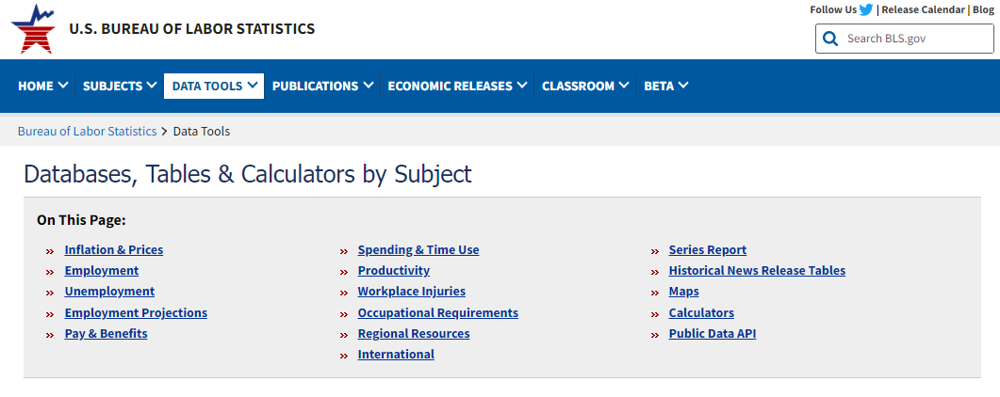 Follow Us | Release Calendar | Blog
U.S. BUREAU OF LABOR STATISTICS
Search BLS.gov
HOME SUBJECTS DATA TOOLS PUBLICATIONS ECONOMIC RELEASES CLASSROOM BETA
Bureau of Labor Statistics > Data Tools
Databases, Tables & Calculators by Subject
On This Page:
» Inflation & Prices
» Employment
» Unemployment
» Employment Projections
» Pay & Benefits
» Spending & Time Use
» Productivity
» Workplace Injuries
» Occupational Requirements
» Regional Resources
» International
» Series Report
» Historical News Release Tables
» Maps
» Calculators
» Public Data API